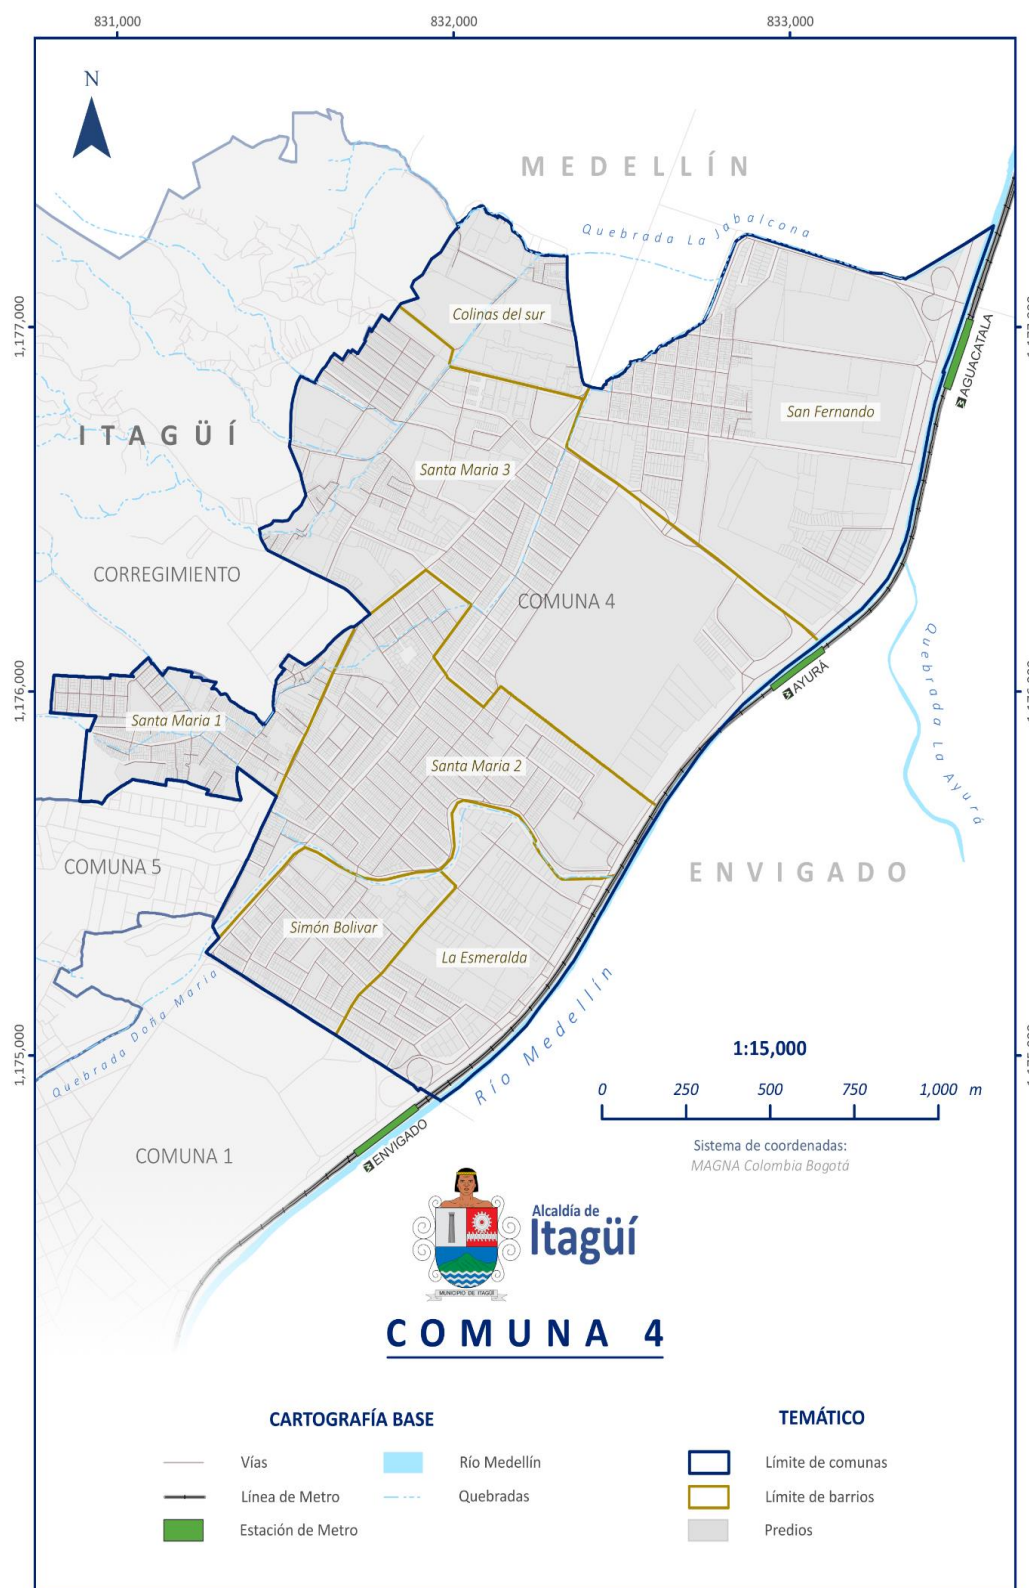 831,000
832,000
833,000
N
MEDELLÍN
Quebrada La Jabalcona
1,177,000
Colinas del sur
AGUACATALA
San Fernando
ITAGÜÍ
Santa Maria 3
CORREGIMIENTO
COMUNA 4
Quebrada La Ayurá
AYURÁ
1,176,000
Santa Maria 1
Santa Maria 2
COMUNA 5
ENVIGADO
Simón Bolivar
La Esmeralda
Quebrada Doña Maria
Río Medellín
1,175,000
1:15,000
0 250 500 750 1,000 m
ENVIGADO
COMUNA 1
Sistema de coordenadas:
MAGNA Colombia Bogotá
Alcaldía de
Itagüí
MUNICIPIO DE ITAGÜÍ
COMUNA 4
CARTOGRAFÍA BASE
TEMÁTICO
Vías
Río Medellín
Límite de comunas
Línea de Metro
Quebradas
Límite de barrios
Estación de Metro
Predios